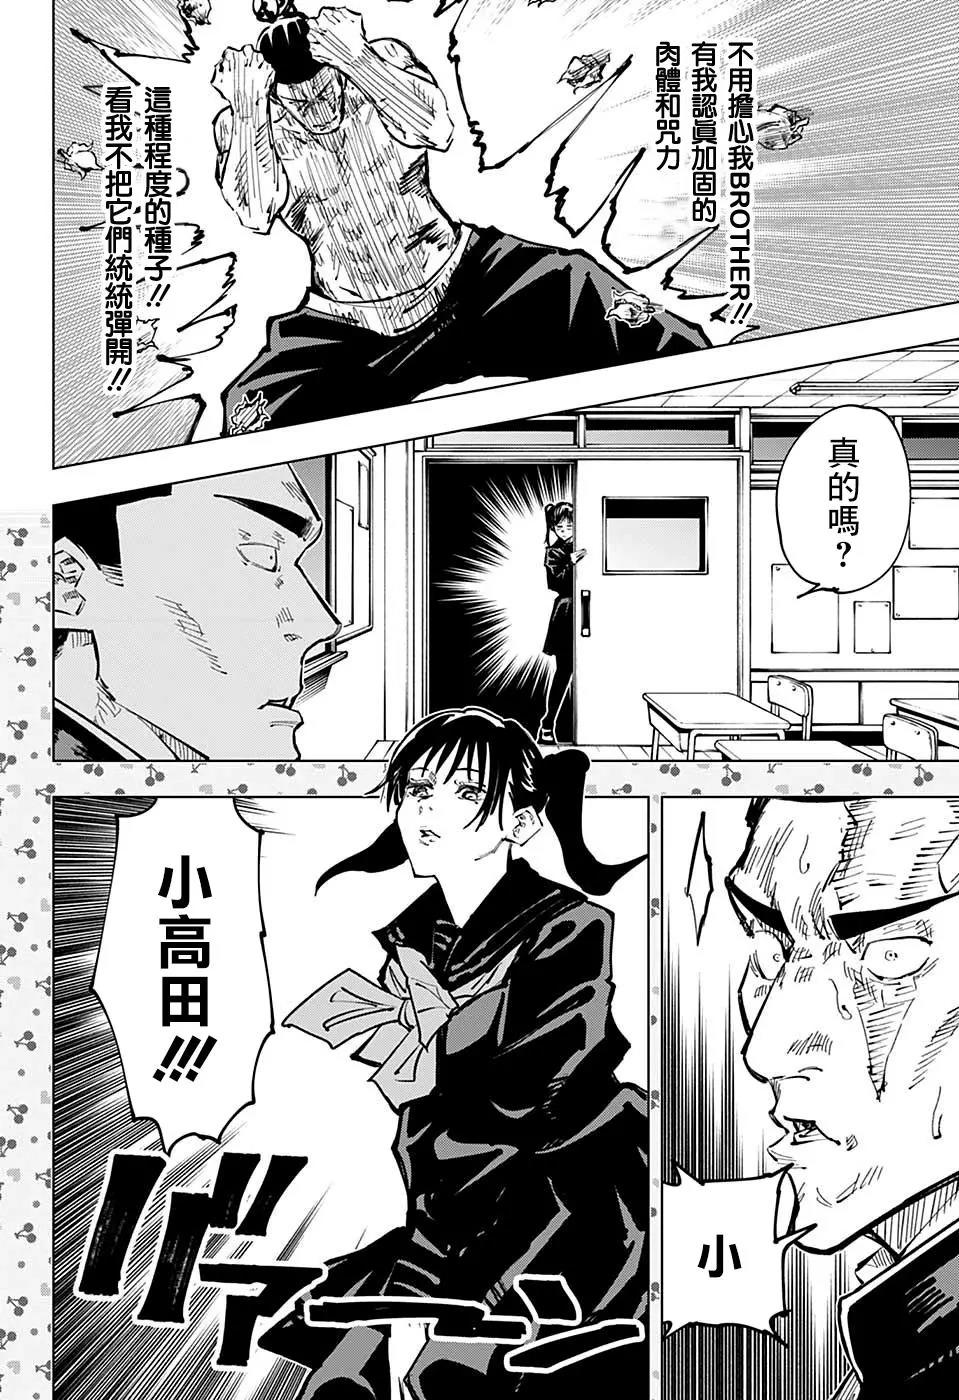 不用擔心我BROTHER!!
有我認真加固的
肉體和咒力
這種程度的種子!!
看我不把它們統統彈開!!
真的嗎？
小
小高田!!!
バァーン